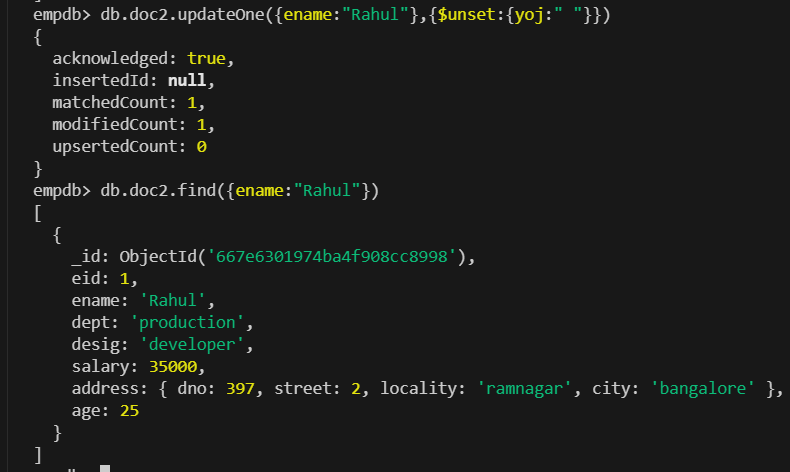 empdb> db.doc2.updateOne({ename:"Rahul"},{$unset:{yoj:" "}})
{
  acknowledged: true,
  insertedId: null,
  matchedCount: 1,
  modifiedCount: 1,
  upsertedCount: 0
}
empdb> db.doc2.find({ename:"Rahul"})
[
  {
    _id: ObjectId('667e6301974ba4f908cc8998'),
    eid: 1,
    ename: 'Rahul',
    dept: 'production',
    desig: 'developer',
    salary: 35000,
    address: { dno: 397, street: 2, locality: 'ramnagar', city: 'bangalore' },
    age: 25
  }
]